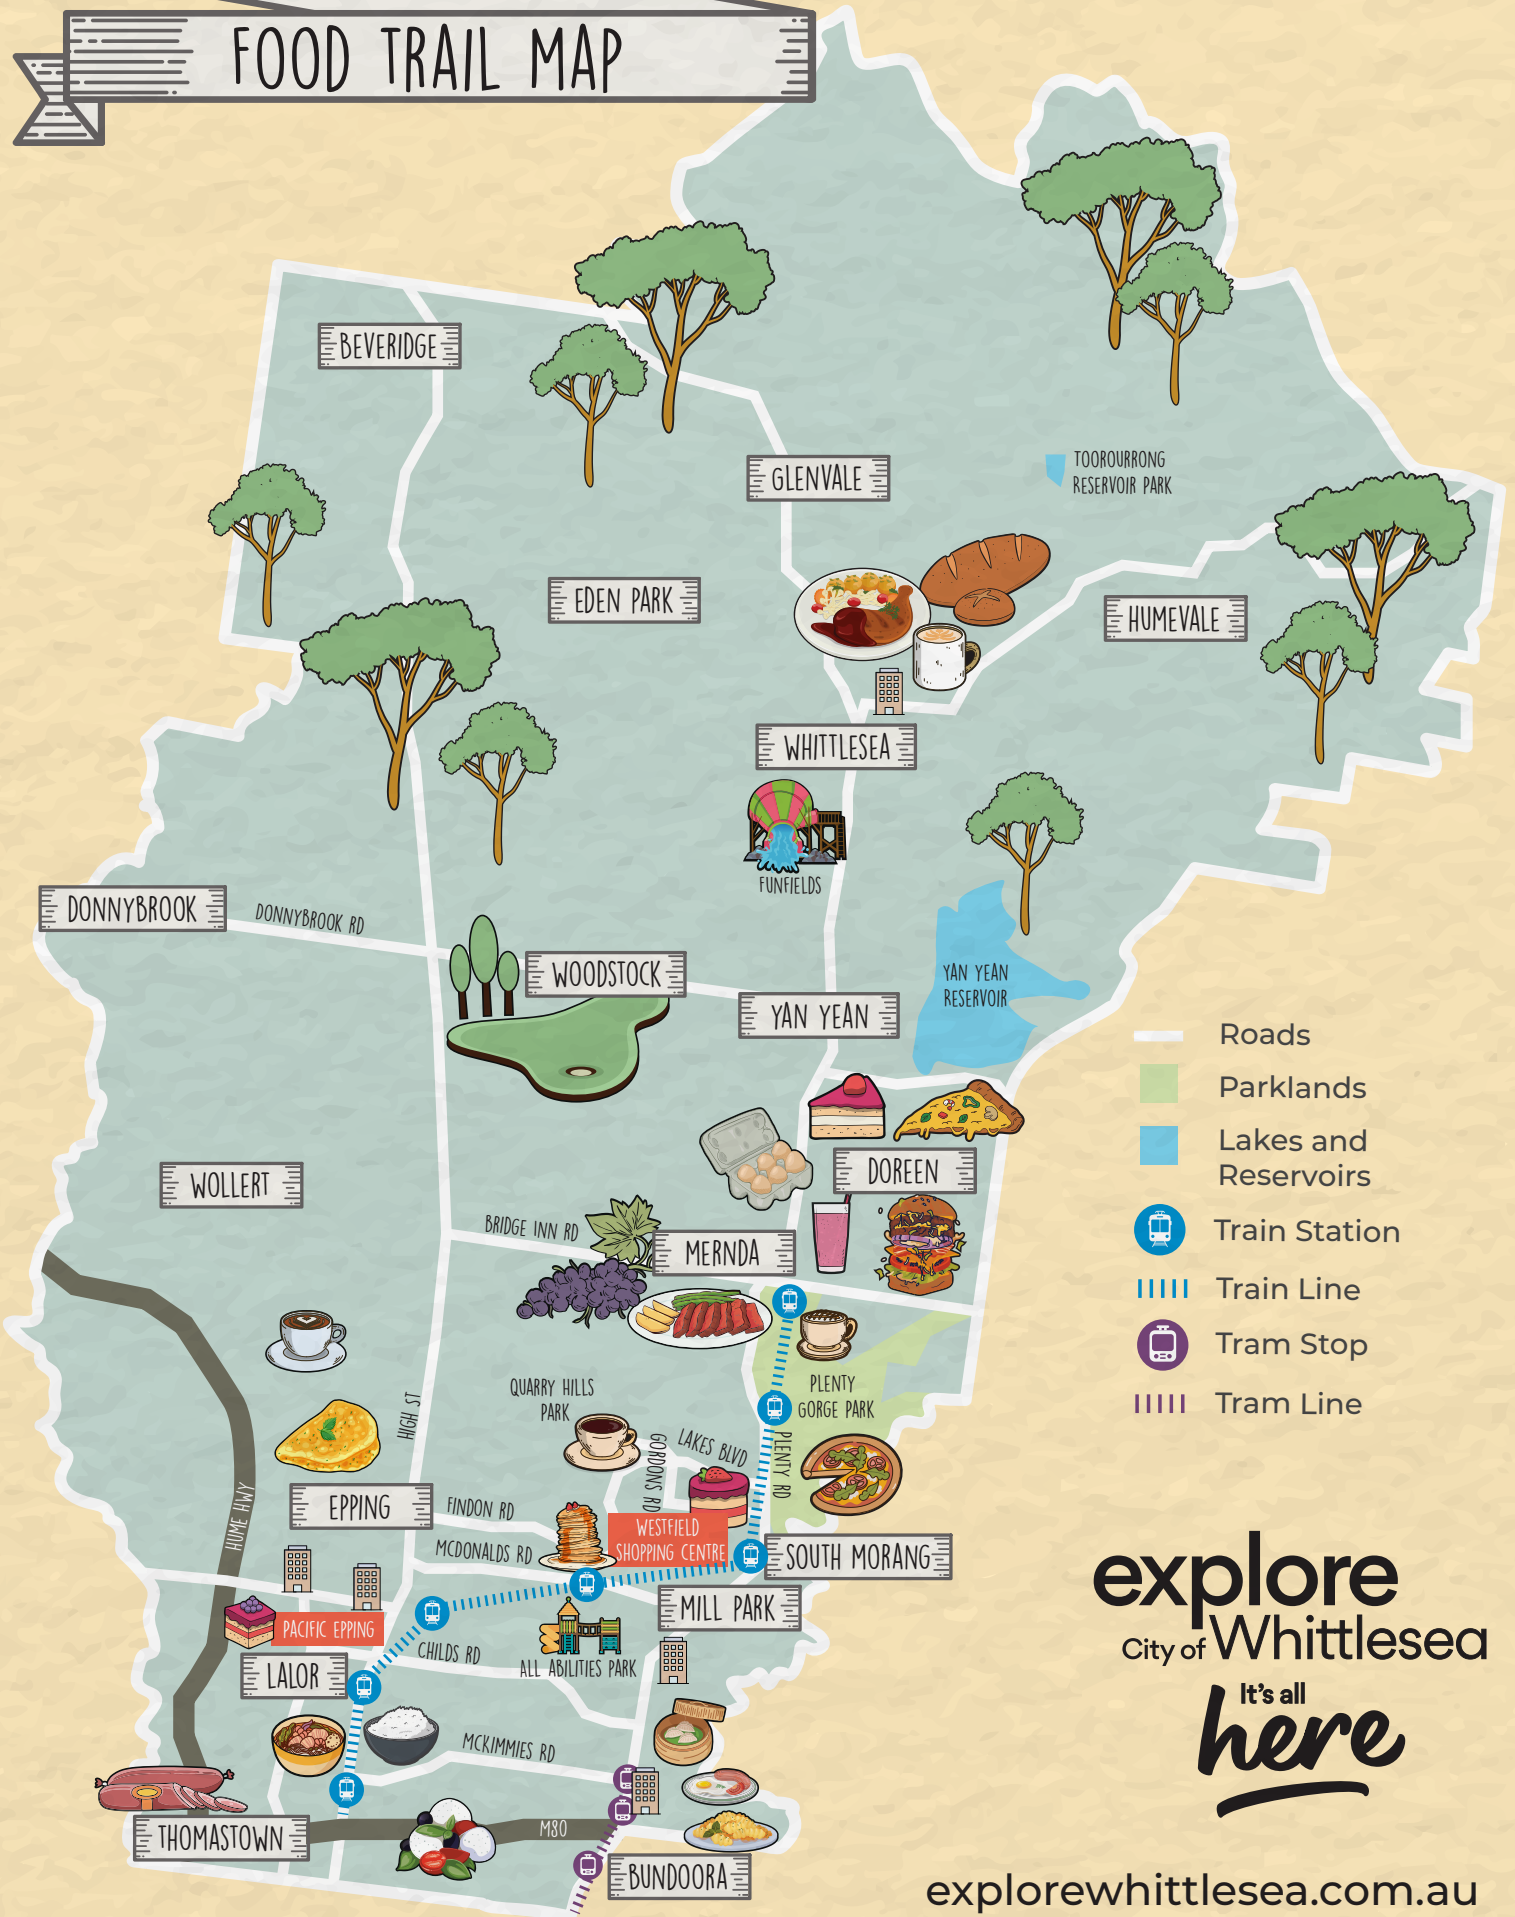 FOOD TRAIL MAP
BEVERIDGE
GLENVALE
TOOROURRONG
RESERVOIR PARK
EDEN PARK
HUMEVALE
WHITTLESEA
FUNFIELDS
DONNYBROOK
DONNYBROOK RD
WOODSTOCK
YAN YEAN
RESERVOIR
YAN YEAN
Roads
Parklands
Lakes and
Reservoirs
Train Station
Train Line
Tram Stop
Tram Line
DOREEN
WOLLERT
BRIDGE INN RD
MERNDA
QUARRY HILLS
PARK
PLENTY
GORGE PARK
HIGH ST
GORDONS RD
LAKES BLVD
PLENTY RD
HUME HWY
EPPING
FINDON RD
MCDONALDS RD
WESTFIELD
SHOPPING CENTRE
SOUTH MORANG
MILL PARK
PACIFIC EPPING
CHILDS RD
ALL ABILITIES PARK
LALOR
MCKIMMIES RD
THOMASTOWN
M80
BUNDOORA
explore
City of Whittlesea
It's all
here
explorewhittlesea.com.au